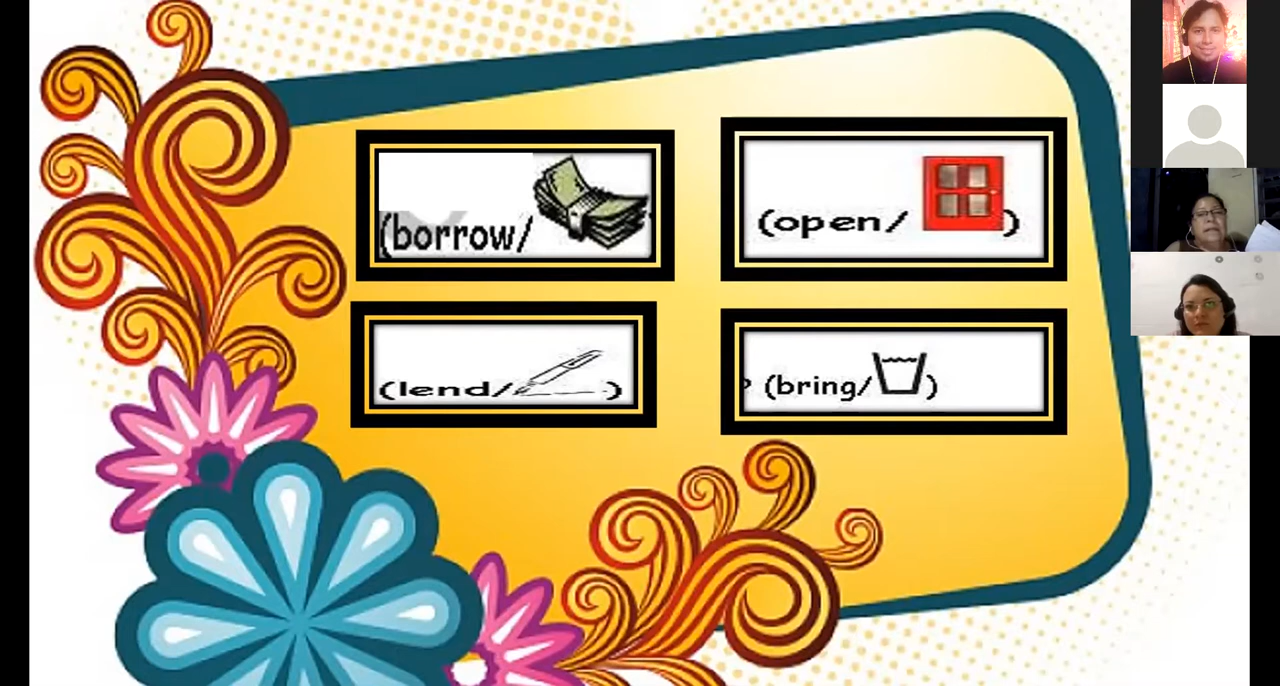 (borrow/
(open/ )
(lend/ )
(bring/ )